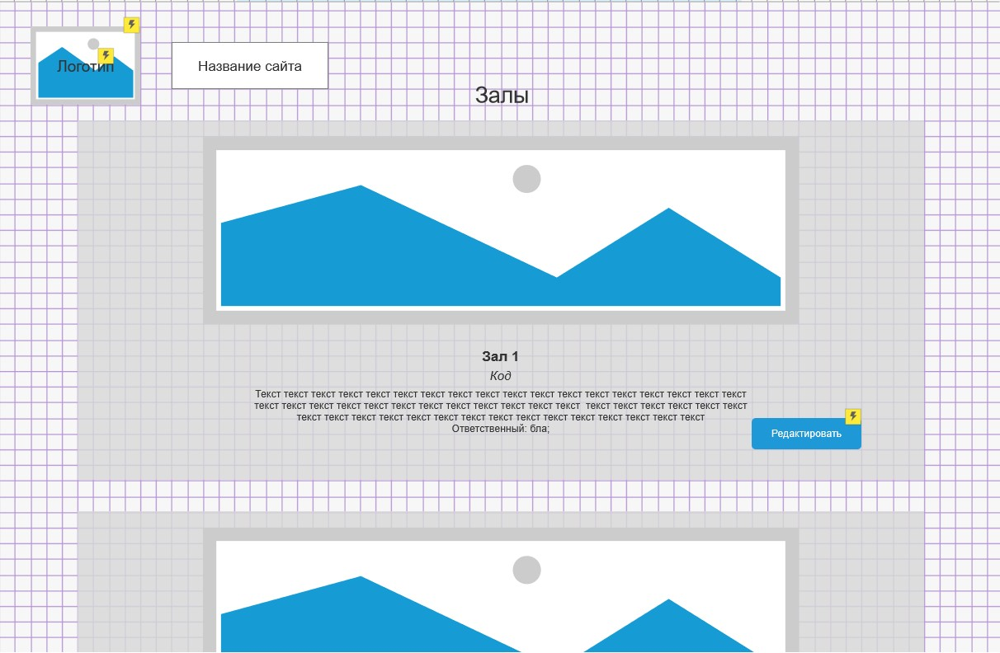 Логотип
Название сайта
Залы
Зал 1
Код
Текст текст текст текст текст текст текст текст текст текст текст текст текст текст текст текст текст текст
текст текст текст текст текст текст текст текст текст текст текст текст  текст текст текст текст текст текст
текст текст текст текст текст текст текст текст текст текст текст текст текст текст текст
Ответственный: бла;
Редактировать